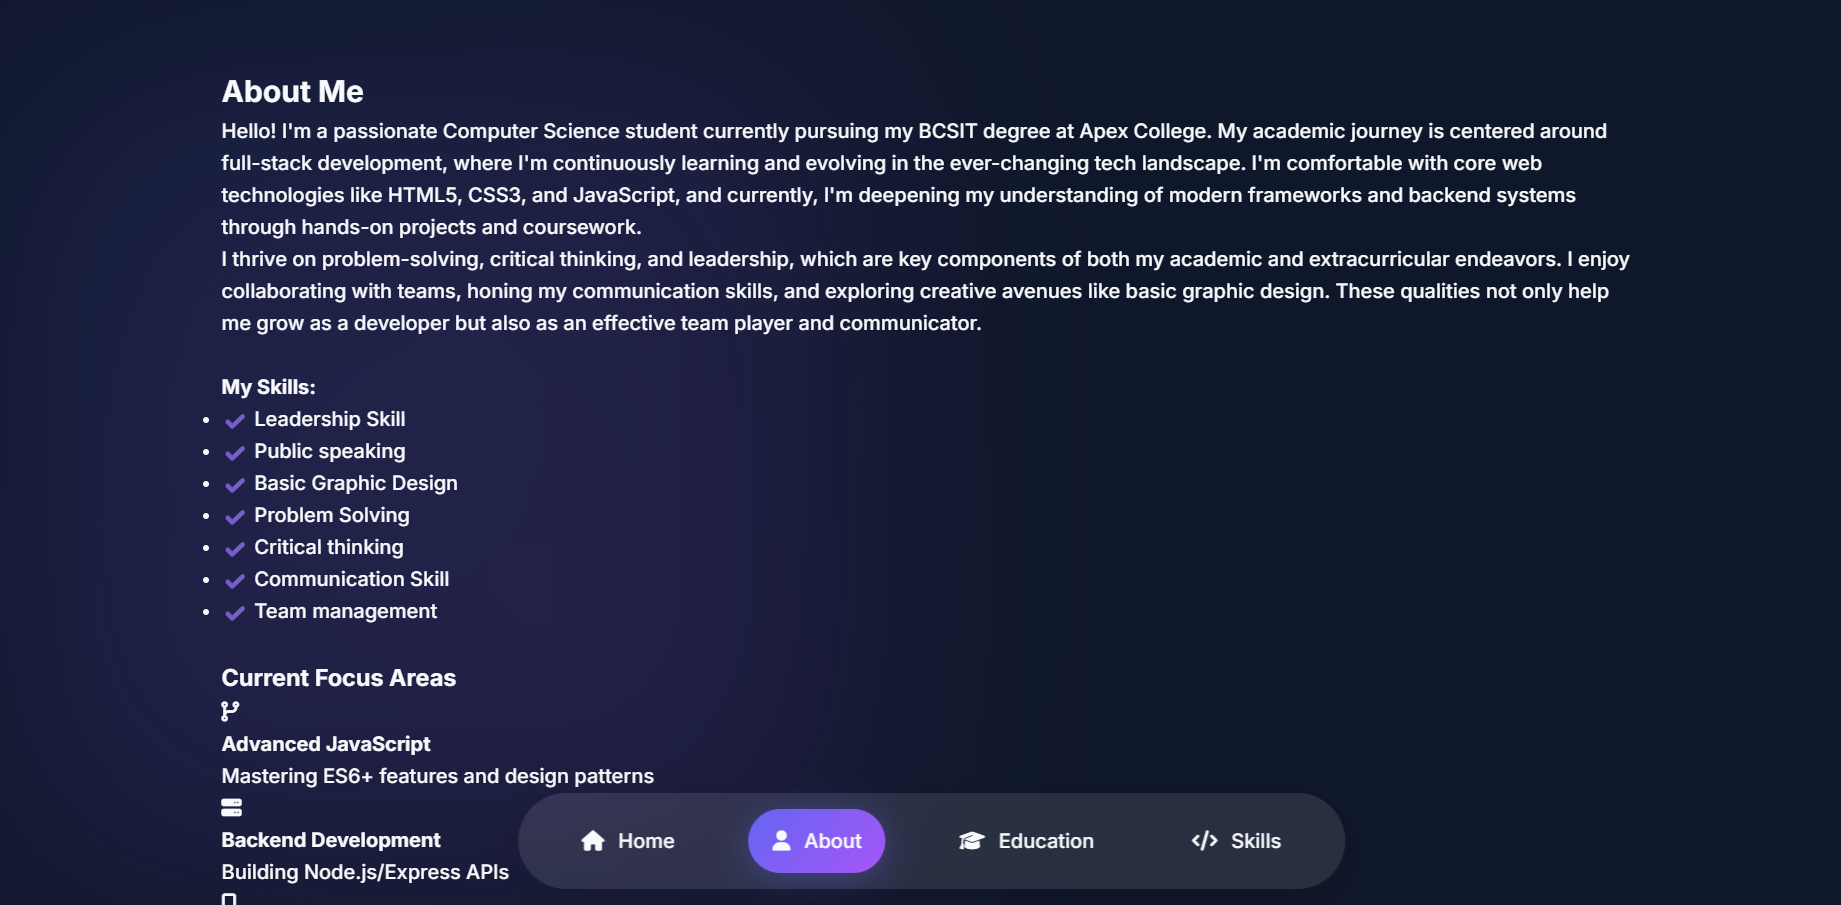 About Me
Hello! I'm a passionate Computer Science student currently pursuing my BCSIT degree at Apex College. My academic journey is centered around
full-stack development, where I'm continuously learning and evolving in the ever-changing tech landscape. I'm comfortable with core web
technologies like HTML5, CSS3, and JavaScript, and currently, I'm deepening my understanding of modern frameworks and backend systems
through hands-on projects and coursework.
I thrive on problem-solving, critical thinking, and leadership, which are key components of both my academic and extracurricular endeavors. I enjoy
collaborating with teams, honing my communication skills, and exploring creative avenues like basic graphic design. These qualities not only help
me grow as a developer but also as an effective team player and communicator.
My Skills:
Leadership Skill
Public speaking
Basic Graphic Design
Problem Solving
Critical thinking
Communication Skill
Team management
Current Focus Areas
Advanced JavaScript
Mastering ES6+ features and design patterns
Backend Development
Building Node.js/Express APIs
Home
About
Education
Skills